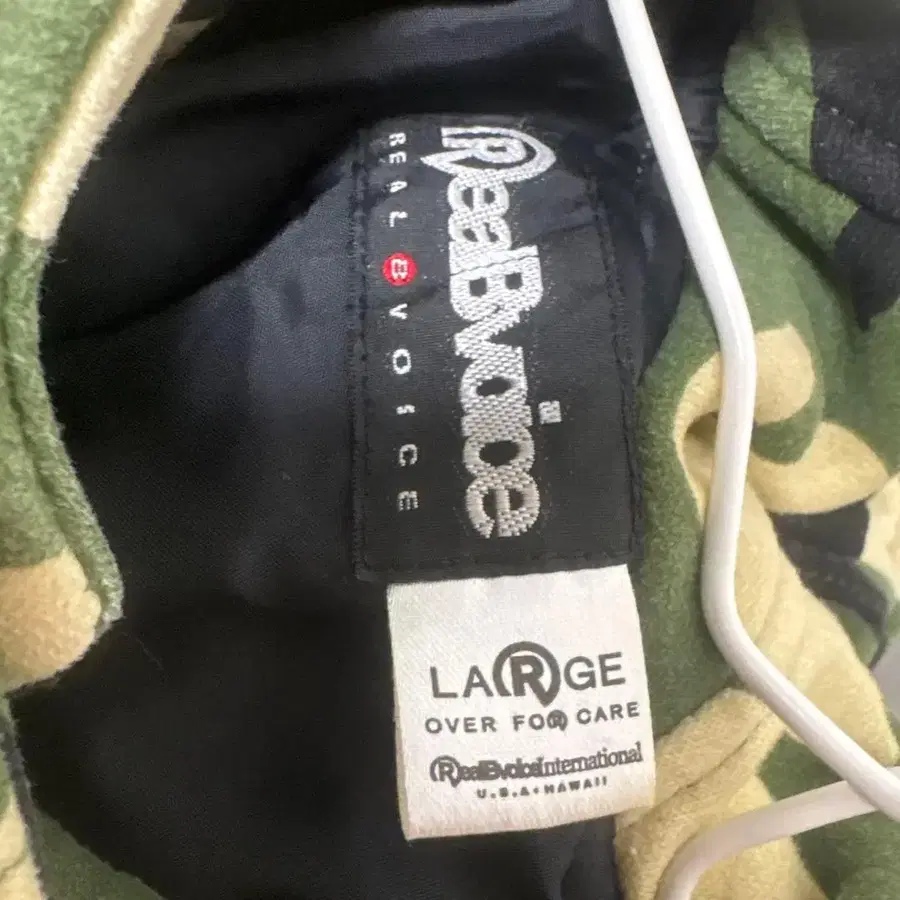 RealBvoice
REAL B VOICE
LARGE
OVER FOR CARE
RealBvoiceInternational
U.S.A • HAWAII